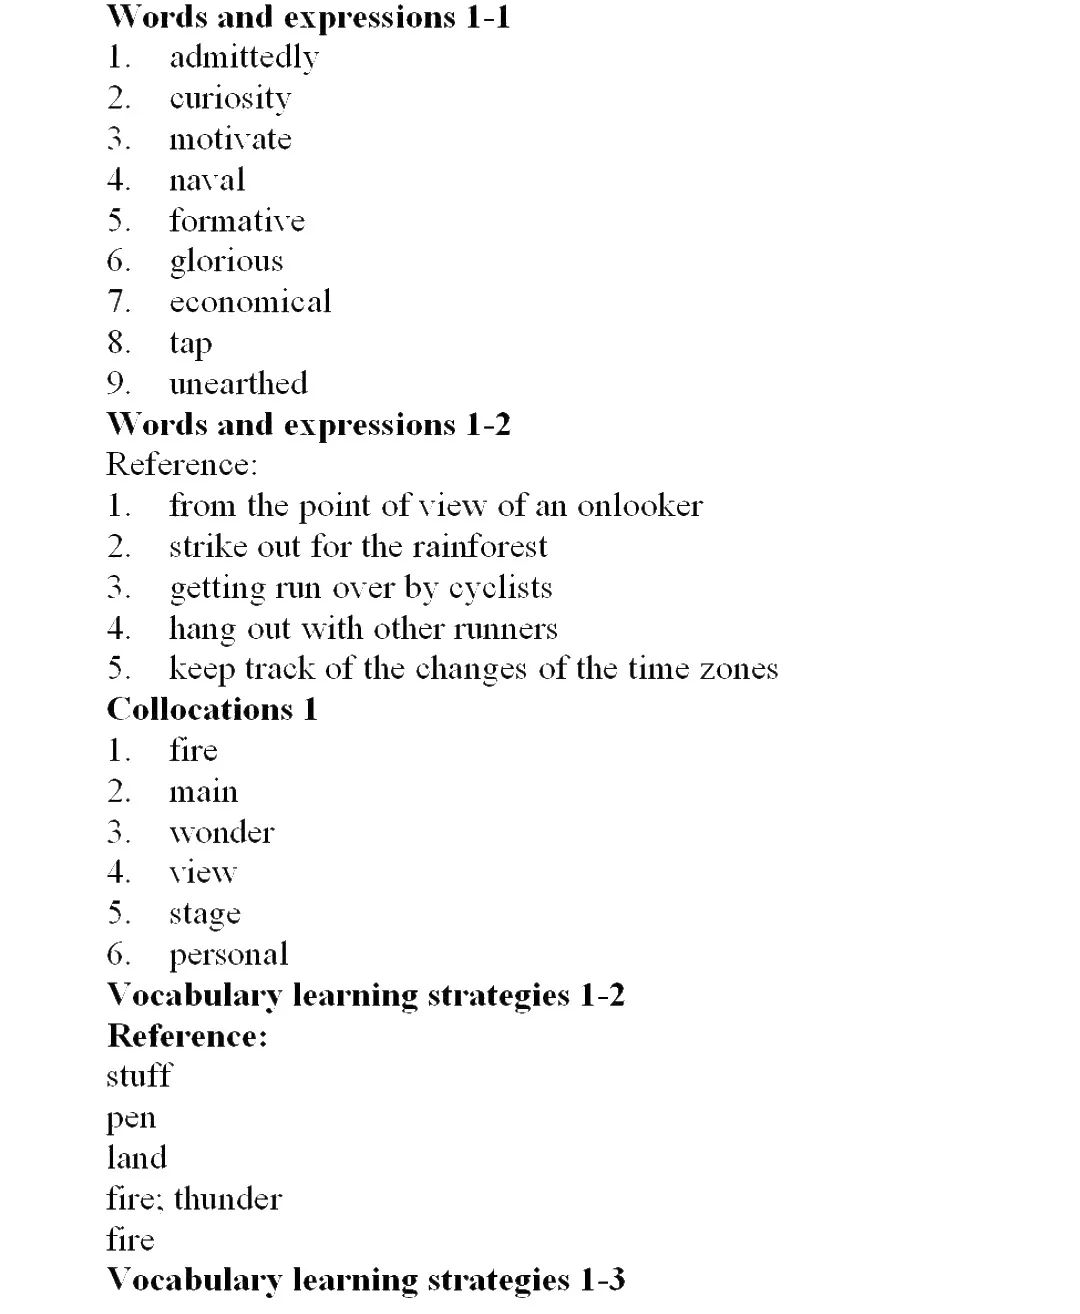 Words and expressions 1-1
1. admittedly
2. curiosity
3. motivate
4. naval
5. formative
6. glorious
7. economical
8. tap
9. unearthed
Words and expressions 1-2
Reference:
1. from the point of view of an onlooker
2. strike out for the rainforest
3. getting run over by cyclists
4. hang out with other runners
5. keep track of the changes of the time zones
Collocations 1
1. fire
2. main
3. wonder
4. view
5. stage
6. personal
Vocabulary learning strategies 1-2
Reference:
stuff
pen
land
fire; thunder
fire
Vocabulary learning strategies 1-3